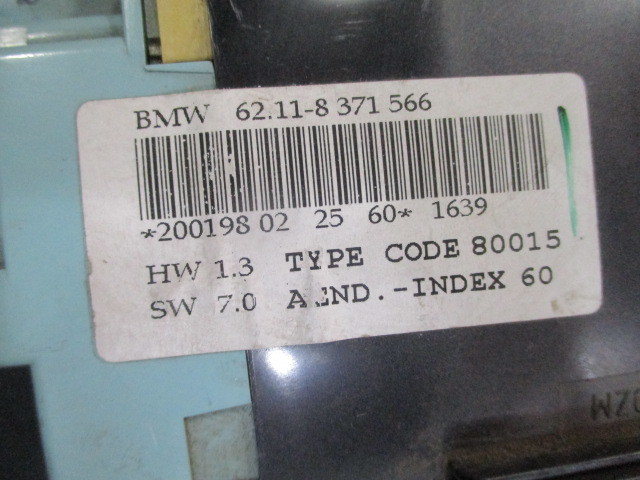 BMW 62.11-8 371 566
*200198 02 25 60* 1639
HW 1.3 TYPE CODE 80015
SW 7.0 AEND.-INDEX 60